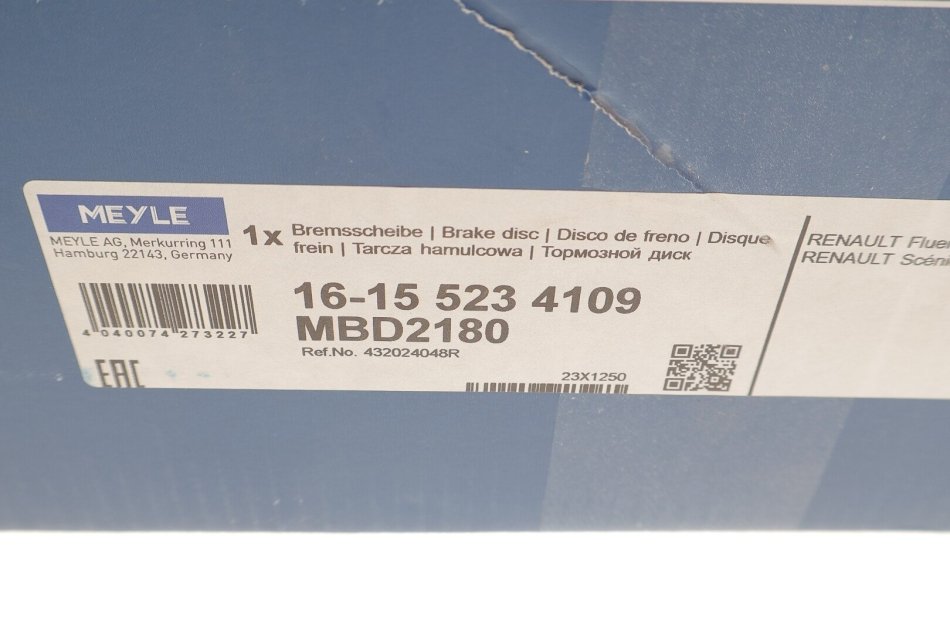 MEYLE
MEYLE AG, Merkurring 111
Hamburg 22143, Germany
1x
Bremsscheibe | Brake disc | Disco de freno | Disque
frein | Tarcza hamulcowa | Тормозной диск
16-15 523 4109
MBD2180
Ref.No. 432024048R
4 040074 273227
EAC
23X1250
RENAULT
RENAULT